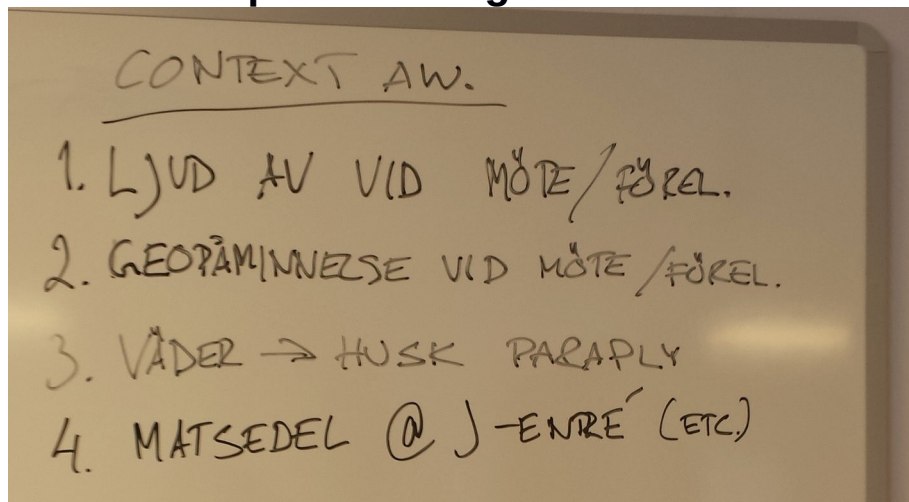 CONTEXT AW.
1. LJUD AV VID MÖTE/FÖREL.
2. GEOPÅMINNELSE VID MÖTE/FÖREL.
3. VÄDER → HUSK PARAPLY
4. MATSEDEL @ J-ENRÉ (ETC.)